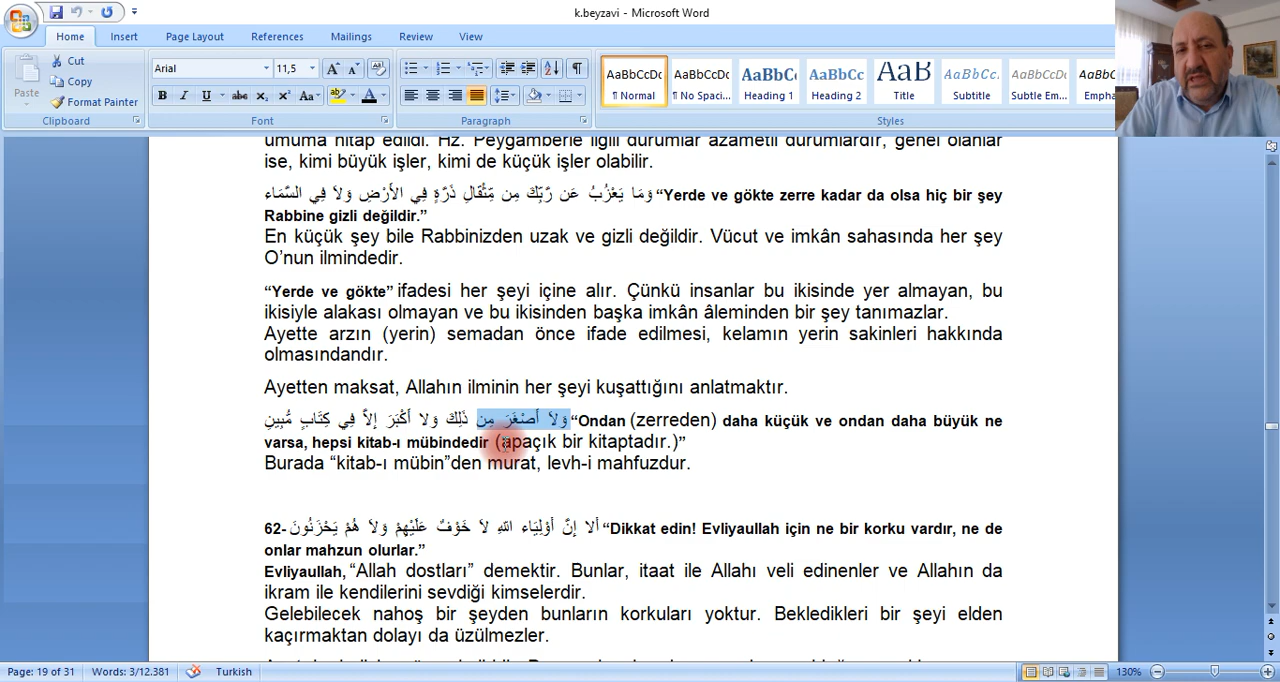 k.beyzavi - Microsoft Word
Home Insert Page Layout References Mailings Review View
Paste Cut Copy Format Painter
Arial 11,5
AaBbCcDc AaBbCcDc AaBbCc AaBbCc AaB AaBbCc. AaBbCcDc AaBbC
¶ Normal ¶ No Spaci... Heading 1 Heading 2 Title Subtitle Subtle Em... Empha
Clipboard Font Paragraph Styles
umuma hitap edildi. Hz. Peygamberle ilgili durumlar azametli durumlardır, genel olanlar
ise, kimi büyük işler, kimi de küçük işler olabilir.
وَمَا يَعْزُبُ عَن رَّبِّكَ مِن مِّثْقَالِ ذَرَّةٍ فِي الأَرْضِ وَلاَ فِي السَّمَاء “Yerde ve gökte zerre kadar da olsa hiç bir şey
Rabbine gizli değildir.”
En küçük şey bile Rabbinizden uzak ve gizli değildir. Vücut ve imkân sahasında her şey
O’nun ilmindedir.
“Yerde ve gökte” ifadesi her şeyi içine alır. Çünkü insanlar bu ikisinde yer almayan, bu
ikisiyle alakası olmayan ve bu ikisinden başka imkân âleminden bir şey tanımazlar.
Ayette arzın (yerin) semadan önce ifade edilmesi, kelamın yerin sakinleri hakkında
olmasındandır.
Ayetten maksat, Allahın ilminin her şeyi kuşattığını anlatmaktır.
وَلاَ أَصْغَرَ مِن ذَلِكَ وَلا أَكْبَرَ إِلاَّ فِي كِتَابٍ مُّبِينٍ “Ondan (zerreden) daha küçük ve ondan daha büyük ne
varsa, hepsi kitab-ı mübindedir (apaçık bir kitaptadır.)”
Burada “kitab-ı mübin”den murat, levh-i mahfuzdur.
62- أَلا إِنَّ أَوْلِيَاء اللّهِ لاَ خَوْفٌ عَلَيْهِمْ وَلاَ هُمْ يَحْزَنُونَ “Dikkat edin! Evliyaullah için ne bir korku vardır, ne de
onlar mahzun olurlar.”
Evliyaullah, “Allah dostları” demektir. Bunlar, itaat ile Allahı veli edinenler ve Allahın da
ikram ile kendilerini sevdiği kimselerdir.
Gelebilecek nahoş bir şeyden bunların korkuları yoktur. Bekledikleri bir şeyi elden
kaçırmaktan dolayı da üzülmezler.
Page: 19 of 31 Words: 3/12.381 Turkish 130%